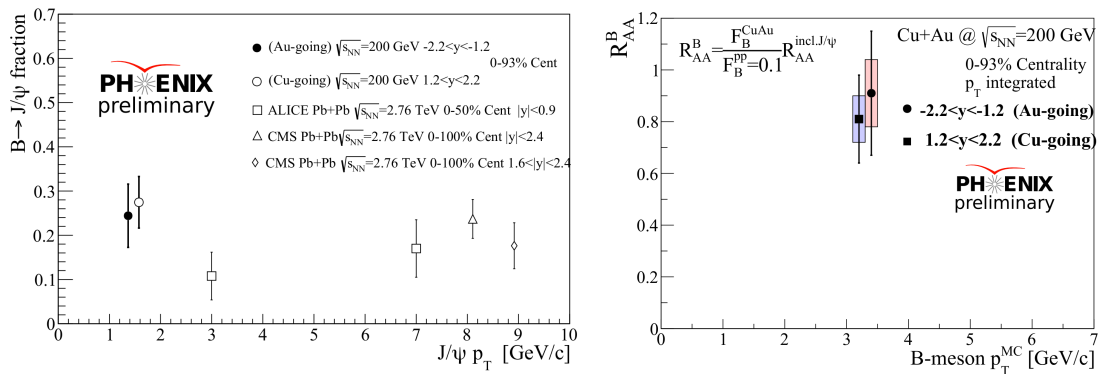 0.7
0.6
0.5
0.4
0.3
0.2
0.1
0
B→ J/ψ fraction
PHENIX
preliminary
(Au-going) √sNN=200 GeV -2.2<y<-1.2
0-93% Cent
(Cu-going) √sNN=200 GeV 1.2<y<2.2
ALICE Pb+Pb √sNN=2.76 TeV 0-50% Cent |y|<0.9
CMS Pb+Pb√sNN=2.76 TeV 0-100% Cent |y|<2.4
CMS Pb+Pb √sNN=2.76 TeV 0-100% Cent 1.6<|y|<2.4
0 1 2 3 4 5 6 7 8 9 10
J/ψ pT [GeV/c]
1.2
1
0.8
0.6
0.4
0.2
0
R^B_AA
R^B_AA=F_B^CuAu/F_B^pp=0.1 R_AA^incl.J/ψ
Cu+Au @ √sNN=200 GeV
0-93% Centrality
pT integrated
-2.2<y<-1.2 (Au-going)
1.2<y<2.2 (Cu-going)
PHENIX
preliminary
0 1 2 3 4 5 6 7
B-meson pT^MC [GeV/c]